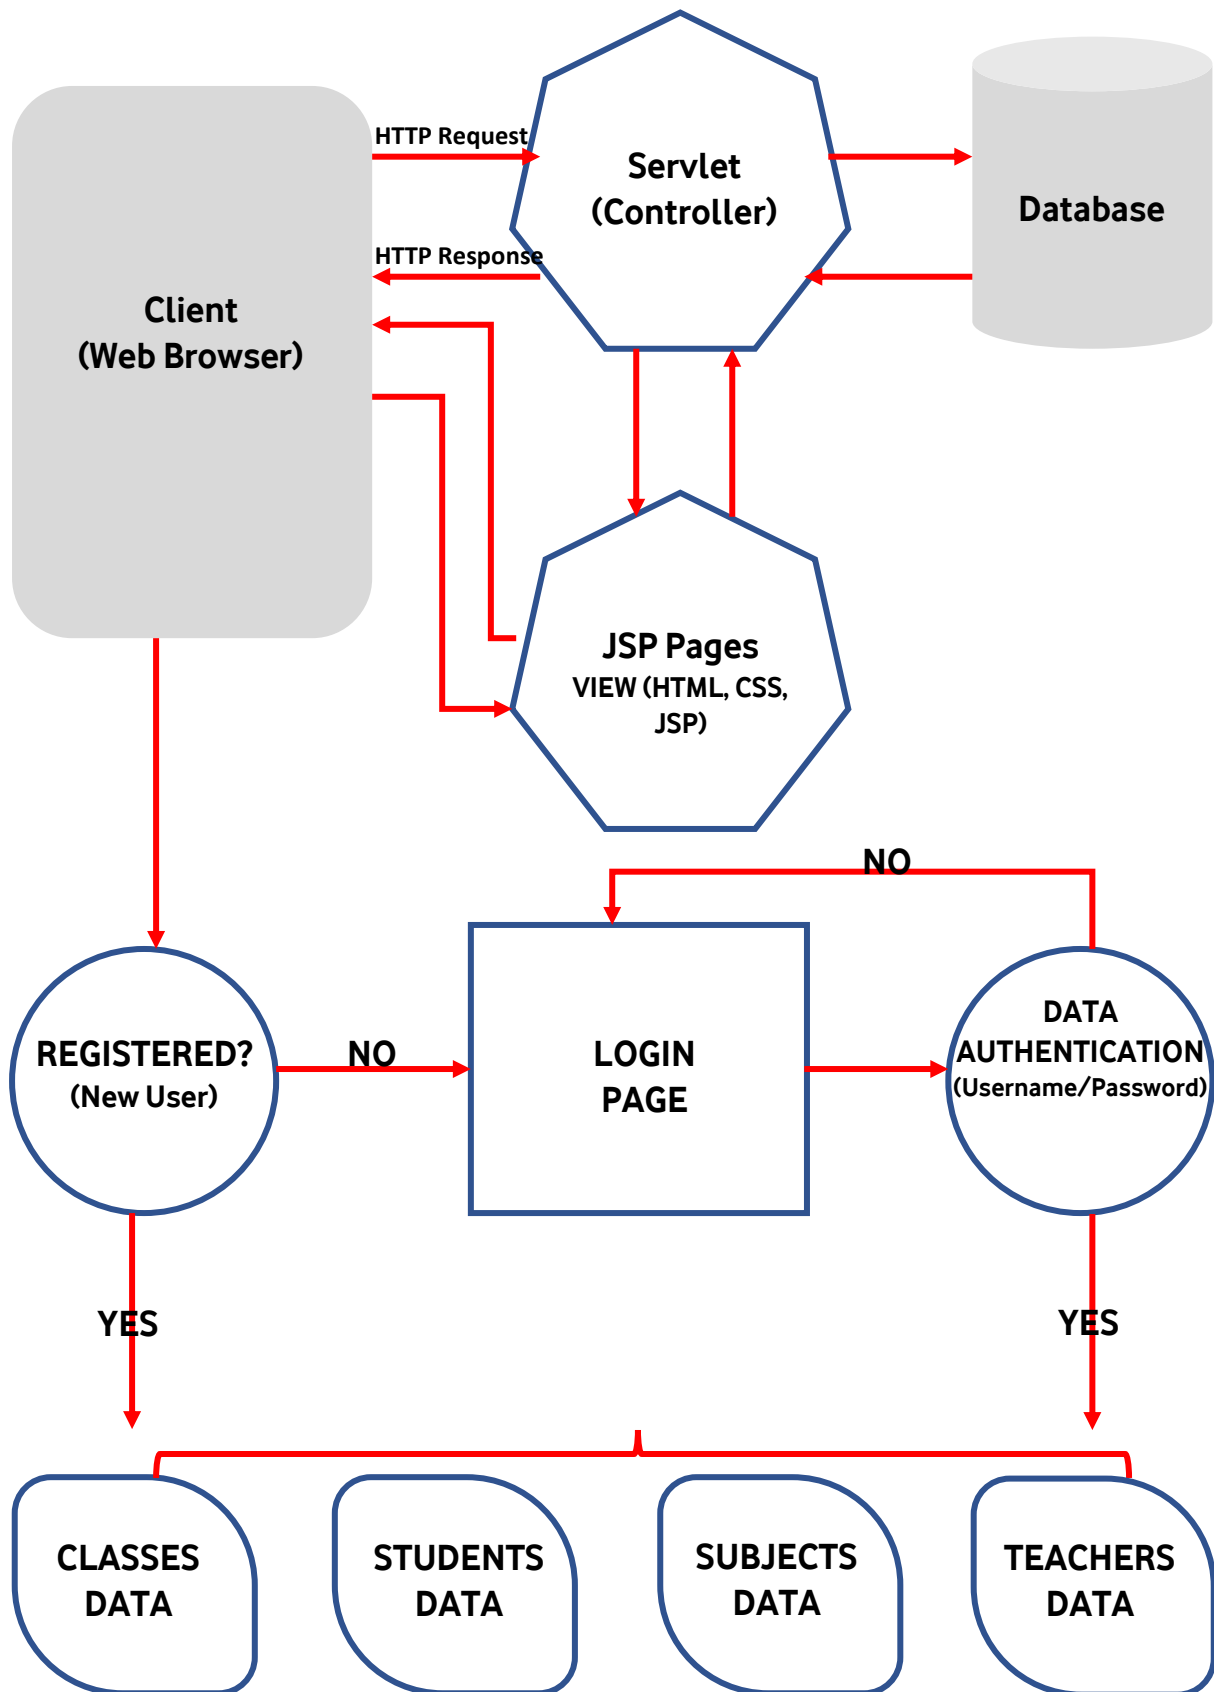 HTTP Request
Servlet
(Controller)
Database
HTTP Response
Client
(Web Browser)
JSP Pages
VIEW (HTML, CSS,
JSP)
NO
REGISTERED?
(New User)
NO
LOGIN
PAGE
DATA
AUTHENTICATION
(Username/Password)
YES
YES
CLASSES
DATA
STUDENTS
DATA
SUBJECTS
DATA
TEACHERS
DATA